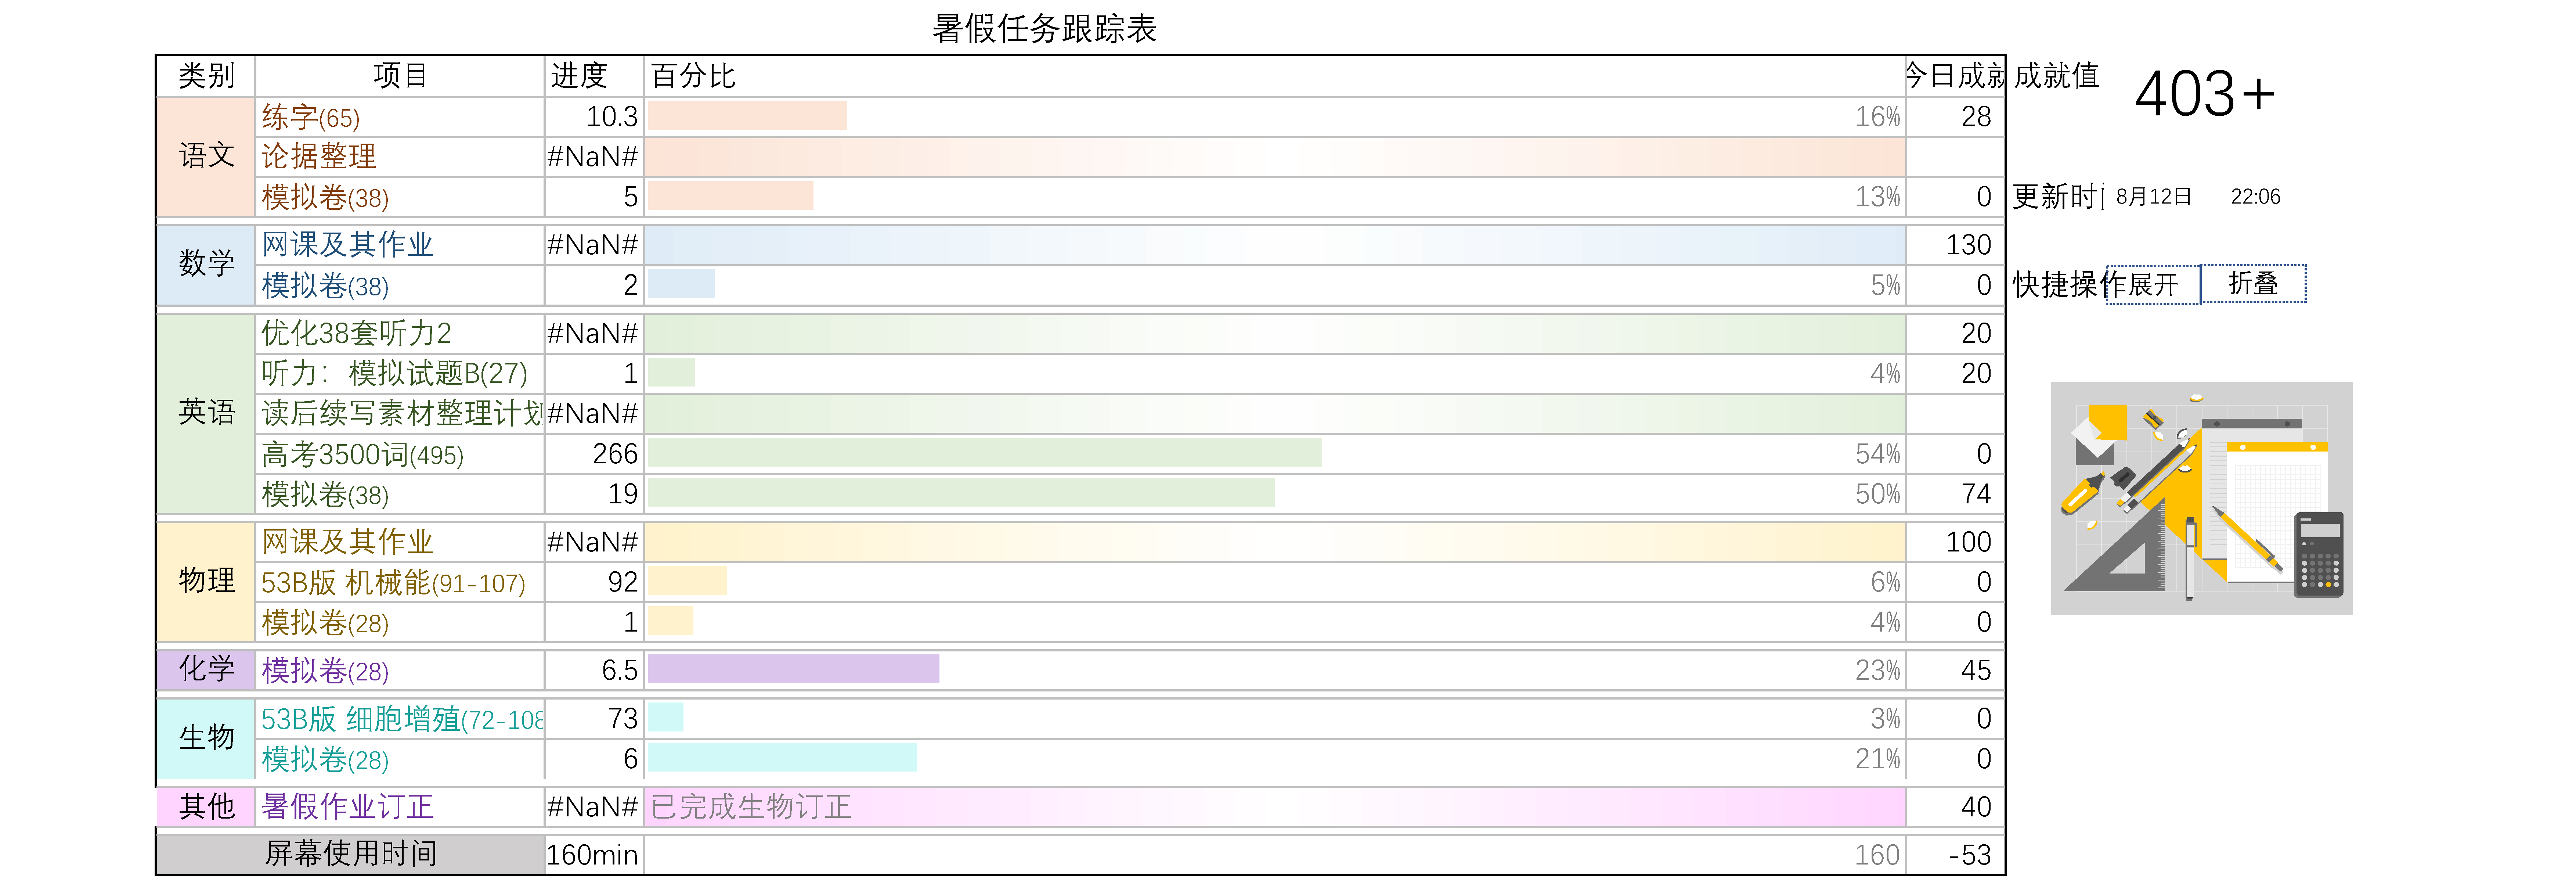 暑假任务跟踪表
类别 项目 进度 百分比 今日成就 成就值 403+
语文 练字(65) 10.3 16% 28
论据整理 #NaN#
模拟卷(38) 5 13% 0 更新时 8月12日 22:06
数学 网课及其作业 #NaN# 130
模拟卷(38) 2 5% 0 快捷操作 展开 折叠
英语 优化38套听力2 #NaN# 20
听力：模拟试题B(27) 1 4% 20
读后续写素材整理计划 #NaN#
高考3500词(495) 266 54% 0
模拟卷(38) 19 50% 74
物理 网课及其作业 #NaN# 100
53B版 机械能(91-107) 92 6% 0
模拟卷(28) 1 4% 0
化学 模拟卷(28) 6.5 23% 45
生物 53B版 细胞增殖(72-108 73 3% 0
模拟卷(28) 6 21% 0
其他 暑假作业订正 #NaN# 已完成生物订正 40
屏幕使用时间 160min 160 -53